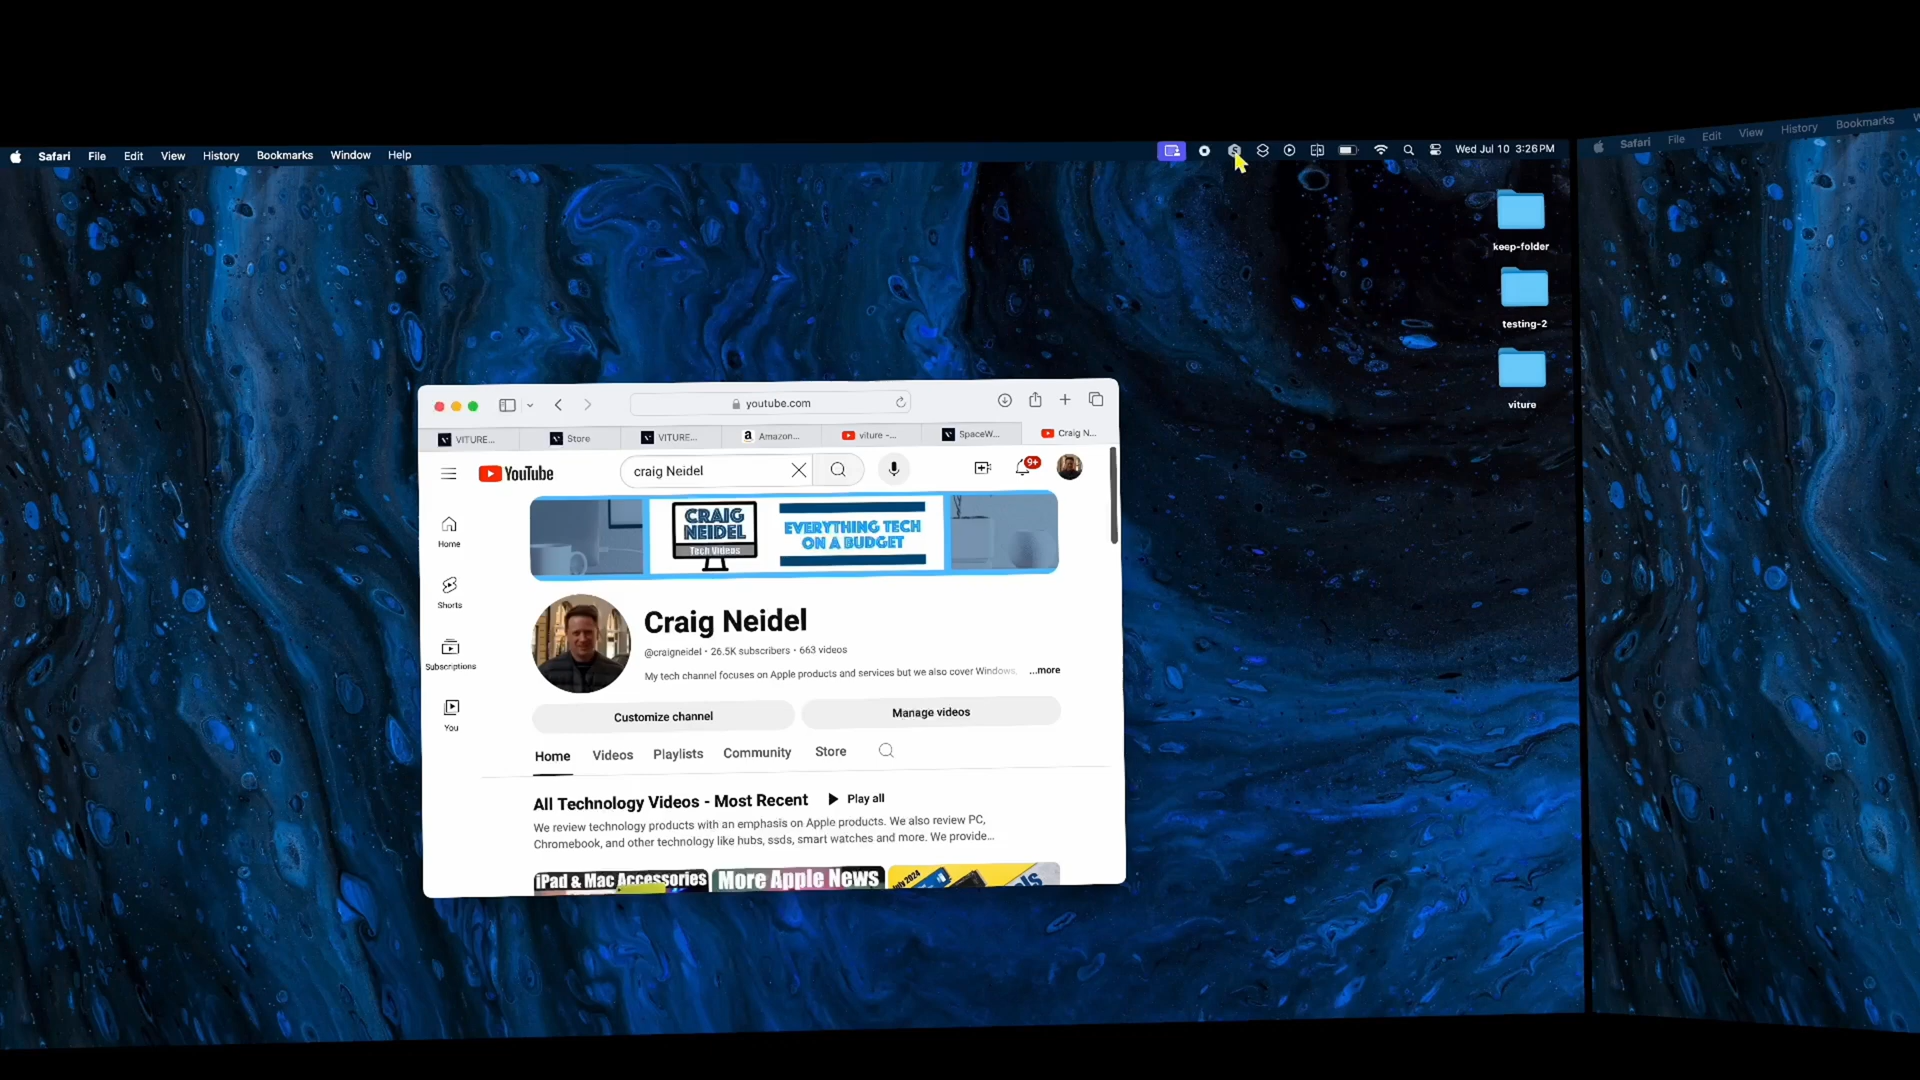 Safari File Edit View History Bookmarks Window Help
Wed Jul 10 3:26 PM
Safari File Edit View History Bookmarks
keep-folder
testing-2
viture
youtube.com
VITURE...
Store
VITURE...
Amazon...
viture -...
SpaceW...
Craig N...
YouTube
craig Neidel
9+
Home
Shorts
Subscriptions
You
CRAIG
NEIDEL
Tech Videos
EVERYTHING TECH
ON A BUDGET
Craig Neidel
@craigneidel • 26.5K subscribers • 663 videos
My tech channel focuses on Apple products and services but we also cover Windows, ...more
Customize channel
Manage videos
Home Videos Playlists Community Store
All Technology Videos - Most Recent
Play all
We review technology products with an emphasis on Apple products. We also review PC,
Chromebook, and other technology like hubs, ssds, smart watches and more. We provide...
iPad & Mac Accessories
More Apple News
July 2024